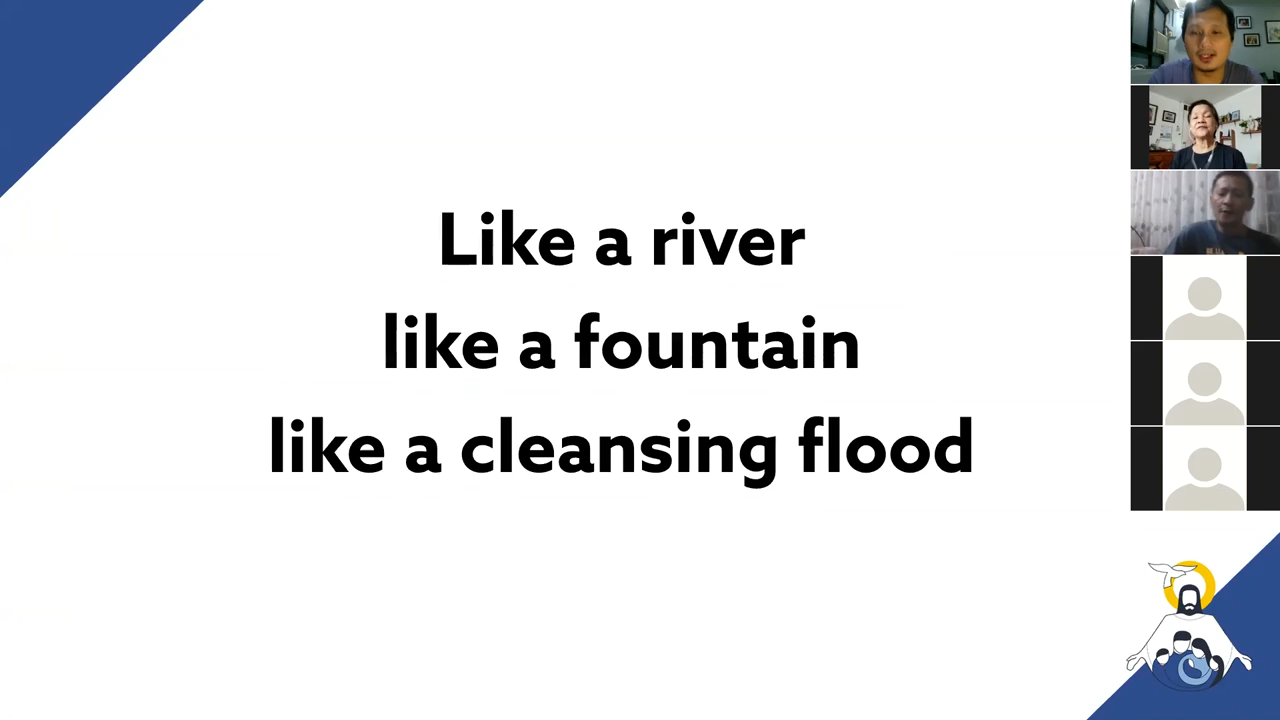 Like a river
like a fountain
like a cleansing flood